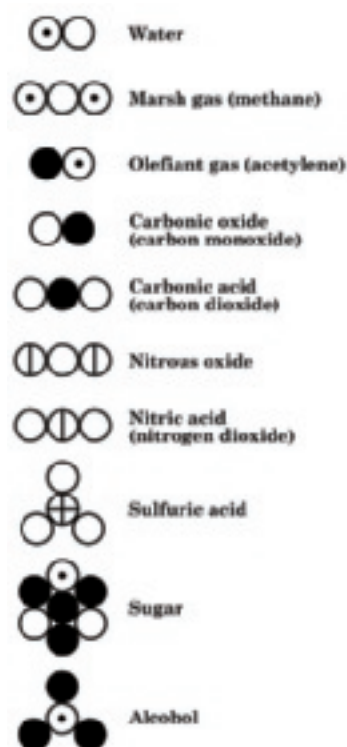 Water
Marsh gas (methane)
Olefiant gas (acetylene)
Carbonic oxide
(carbon monoxide)
Carbonic acid
(carbon dioxide)
Nitrous oxide
Nitric acid
(nitrogen dioxide)
Sulfuric acid
Sugar
Alcohol